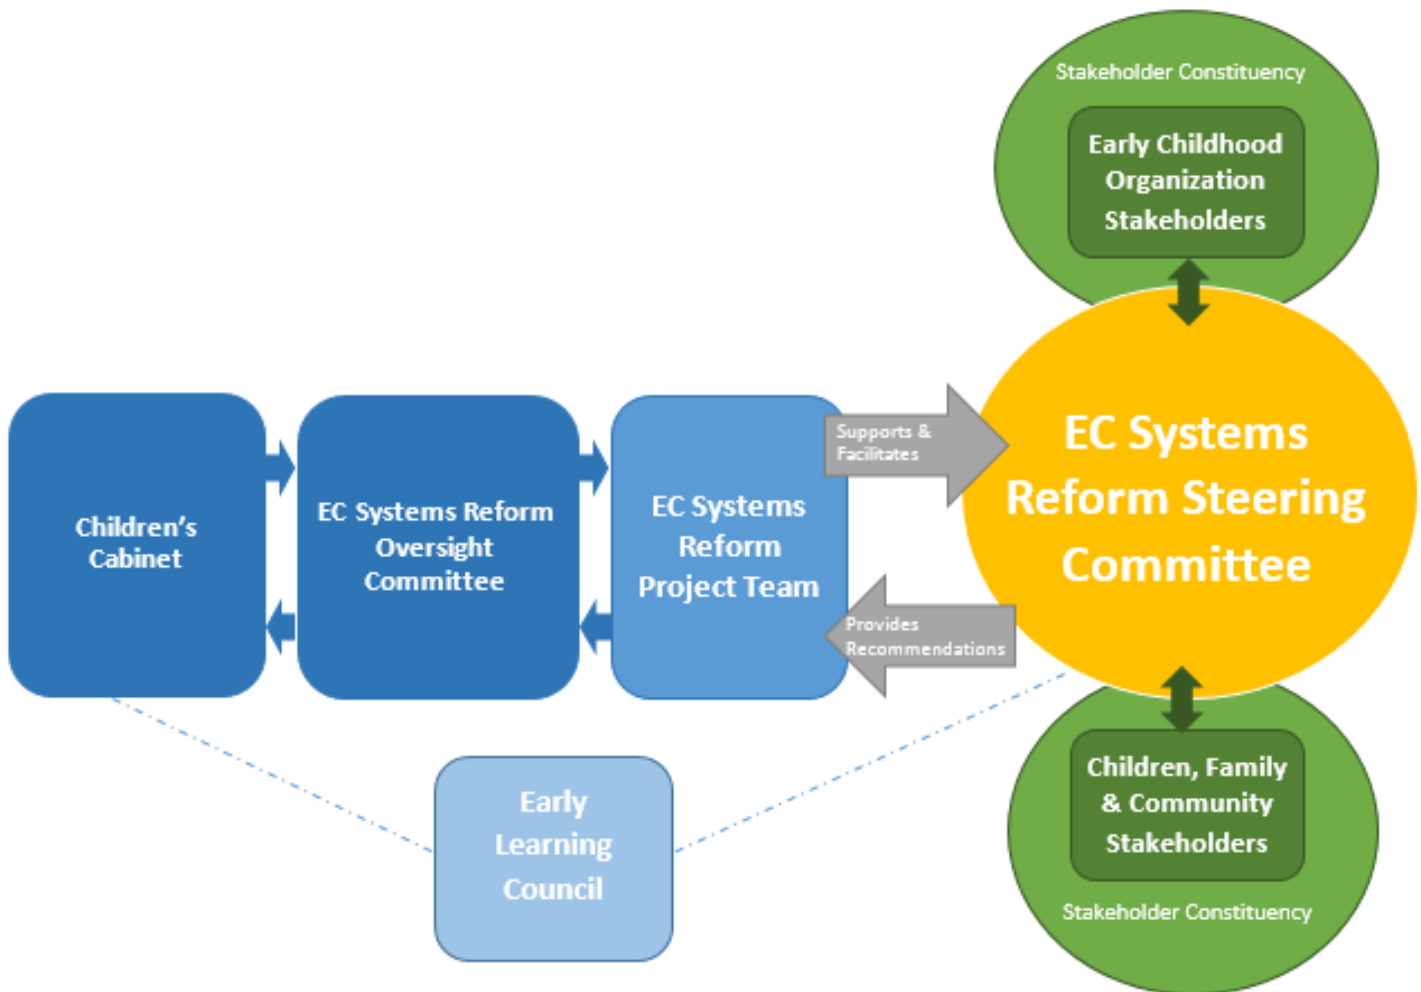 Stakeholder Constituency
Early Childhood
Organization
Stakeholders
Children’s
Cabinet
EC Systems Reform
Oversight
Committee
EC Systems
Reform
Project Team
Supports &
Facilitates
Provides
Recommendations
EC Systems
Reform Steering
Committee
Early
Learning
Council
Children, Family
& Community
Stakeholders
Stakeholder Constituency